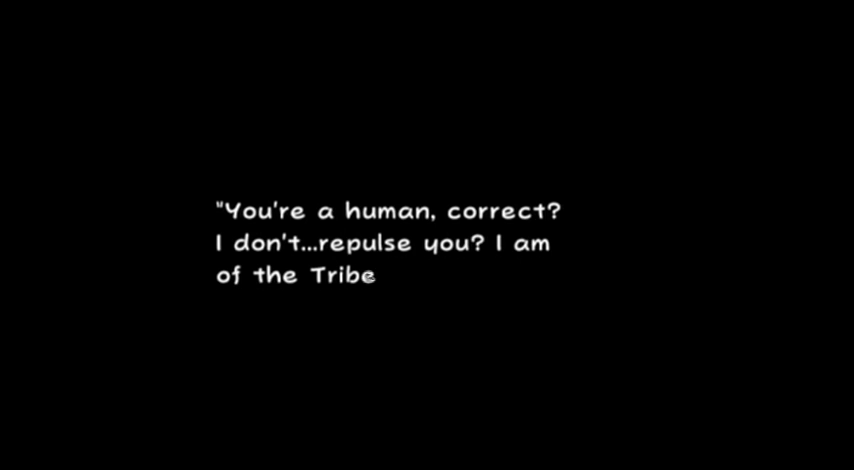 "You're a human, correct?
I don't...repulse you? I am
of the Tribe